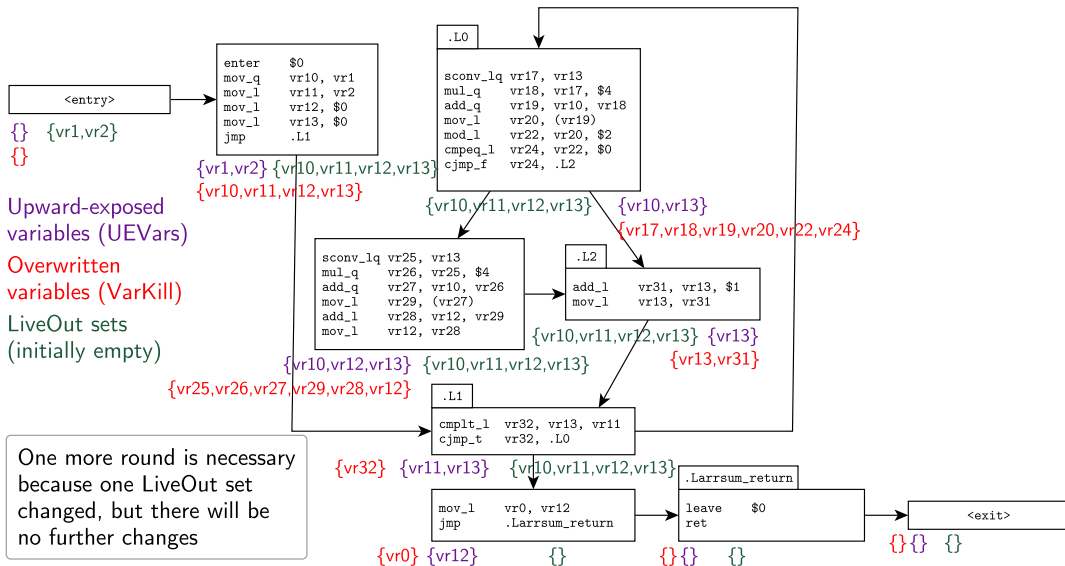 .L0
enter $0
mov_q vr10, vr1
mov_l vr11, vr2
mov_l vr12, $0
mov_l vr13, $0
jmp .L1
sconv_lq vr17, vr13
mul_q vr18, vr17, $4
add_q vr19, vr10, vr18
mov_l vr20, (vr19)
mod_l vr22, vr20, $2
cmpeq_l vr24, vr22, $0
cjmp_f vr24, .L2
<entry>
{} {vr1,vr2}
{}
{vr1,vr2} {vr10,vr11,vr12,vr13}
{vr10,vr11,vr12,vr13}
{vr10,vr11,vr12,vr13} {vr10,vr13}
{vr17,vr18,vr19,vr20,vr22,vr24}
Upward-exposed
variables (UEVars)
Overwritten
variables (VarKill)
LiveOut sets
(initially empty)
sconv_lq vr25, vr13
mul_q vr26, vr25, $4
add_q vr27, vr10, vr26
mov_l vr29, (vr27)
add_l vr28, vr12, vr29
mov_l vr12, vr28
.L2
add_l vr31, vr13, $1
mov_l vr13, vr31
{vr10,vr11,vr12,vr13} {vr13}
{vr13,vr31}
{vr10,vr12,vr13} {vr10,vr11,vr12,vr13}
{vr25,vr26,vr27,vr29,vr28,vr12}
.L1
cmplt_l vr32, vr13, vr11
cjmp_t vr32, .L0
{vr32} {vr11,vr13} {vr10,vr11,vr12,vr13}
One more round is necessary
because one LiveOut set
changed, but there will be
no further changes
mov_l vr0, vr12
jmp .Larrsum_return
.Larrsum_return
leave $0
ret
<exit>
{vr0} {vr12} {}
{} {} {}
{} {} {}